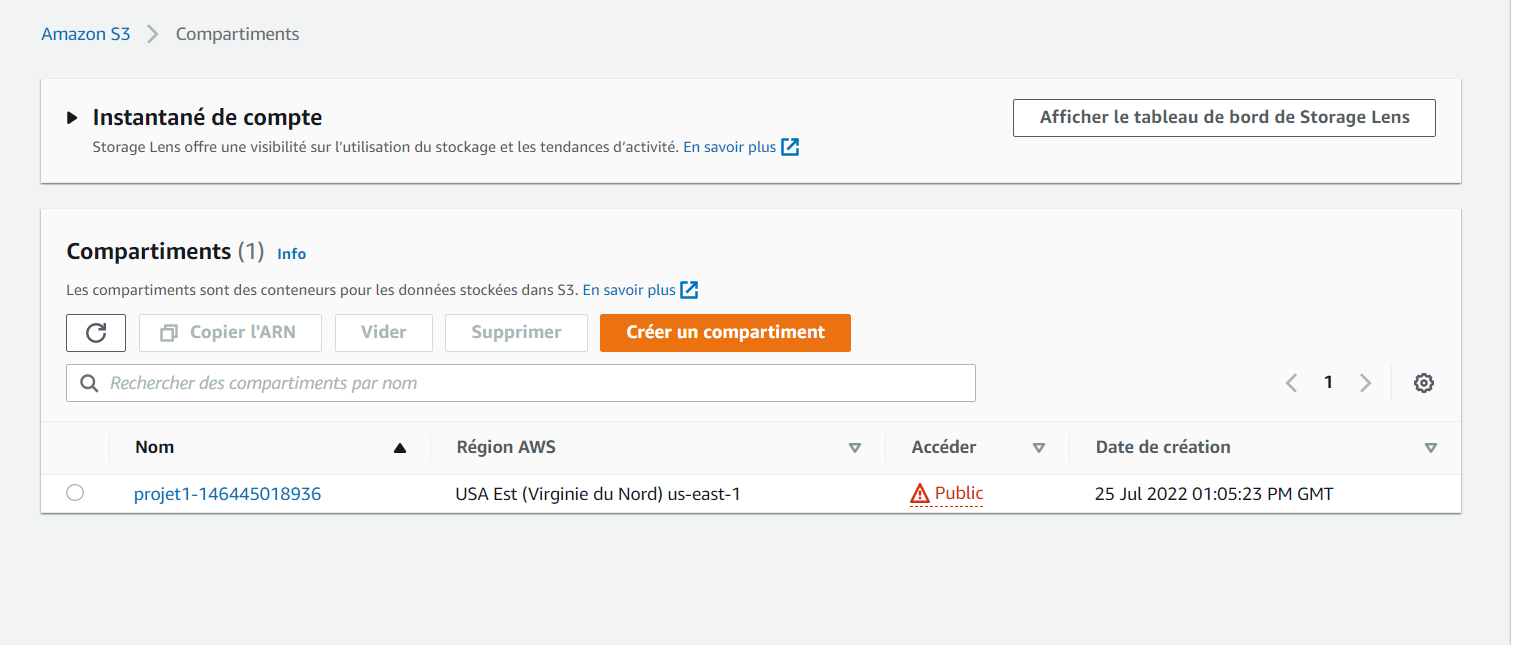 Amazon S3 > Compartiments
Instantané de compte
Afficher le tableau de bord de Storage Lens
Storage Lens offre une visibilité sur l’utilisation du stockage et les tendances d’activité. En savoir plus
Compartiments (1) Info
Les compartiments sont des conteneurs pour les données stockées dans S3. En savoir plus
Copier l'ARN Vider Supprimer Créer un compartiment
Rechercher des compartiments par nom 1
Nom Région AWS Accéder Date de création
projet1-146445018936 USA Est (Virginie du Nord) us-east-1 Public 25 Jul 2022 01:05:23 PM GMT